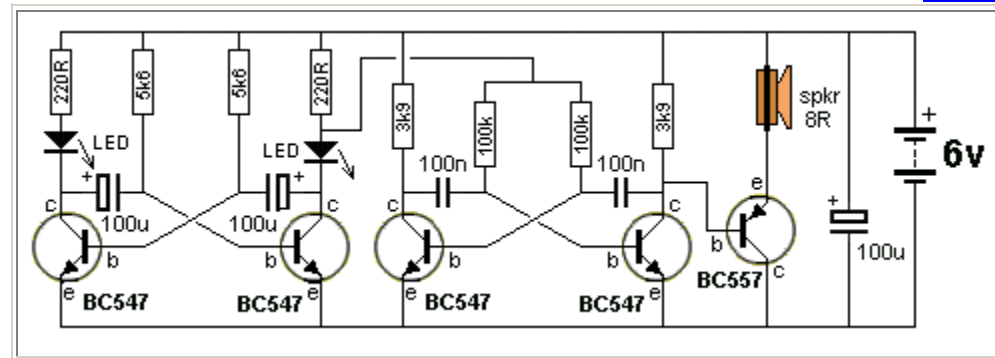 220R
5k6
5k6
220R
3k9
100k
100k
3k9
spkr
8R
LED
LED
+
+
100n
100n
+
6v
c
100u
100u
c
c
c
e
+
100u
b
b
b
b
b
c
e
e
e
e
BC547
BC547
BC547
BC547
BC557